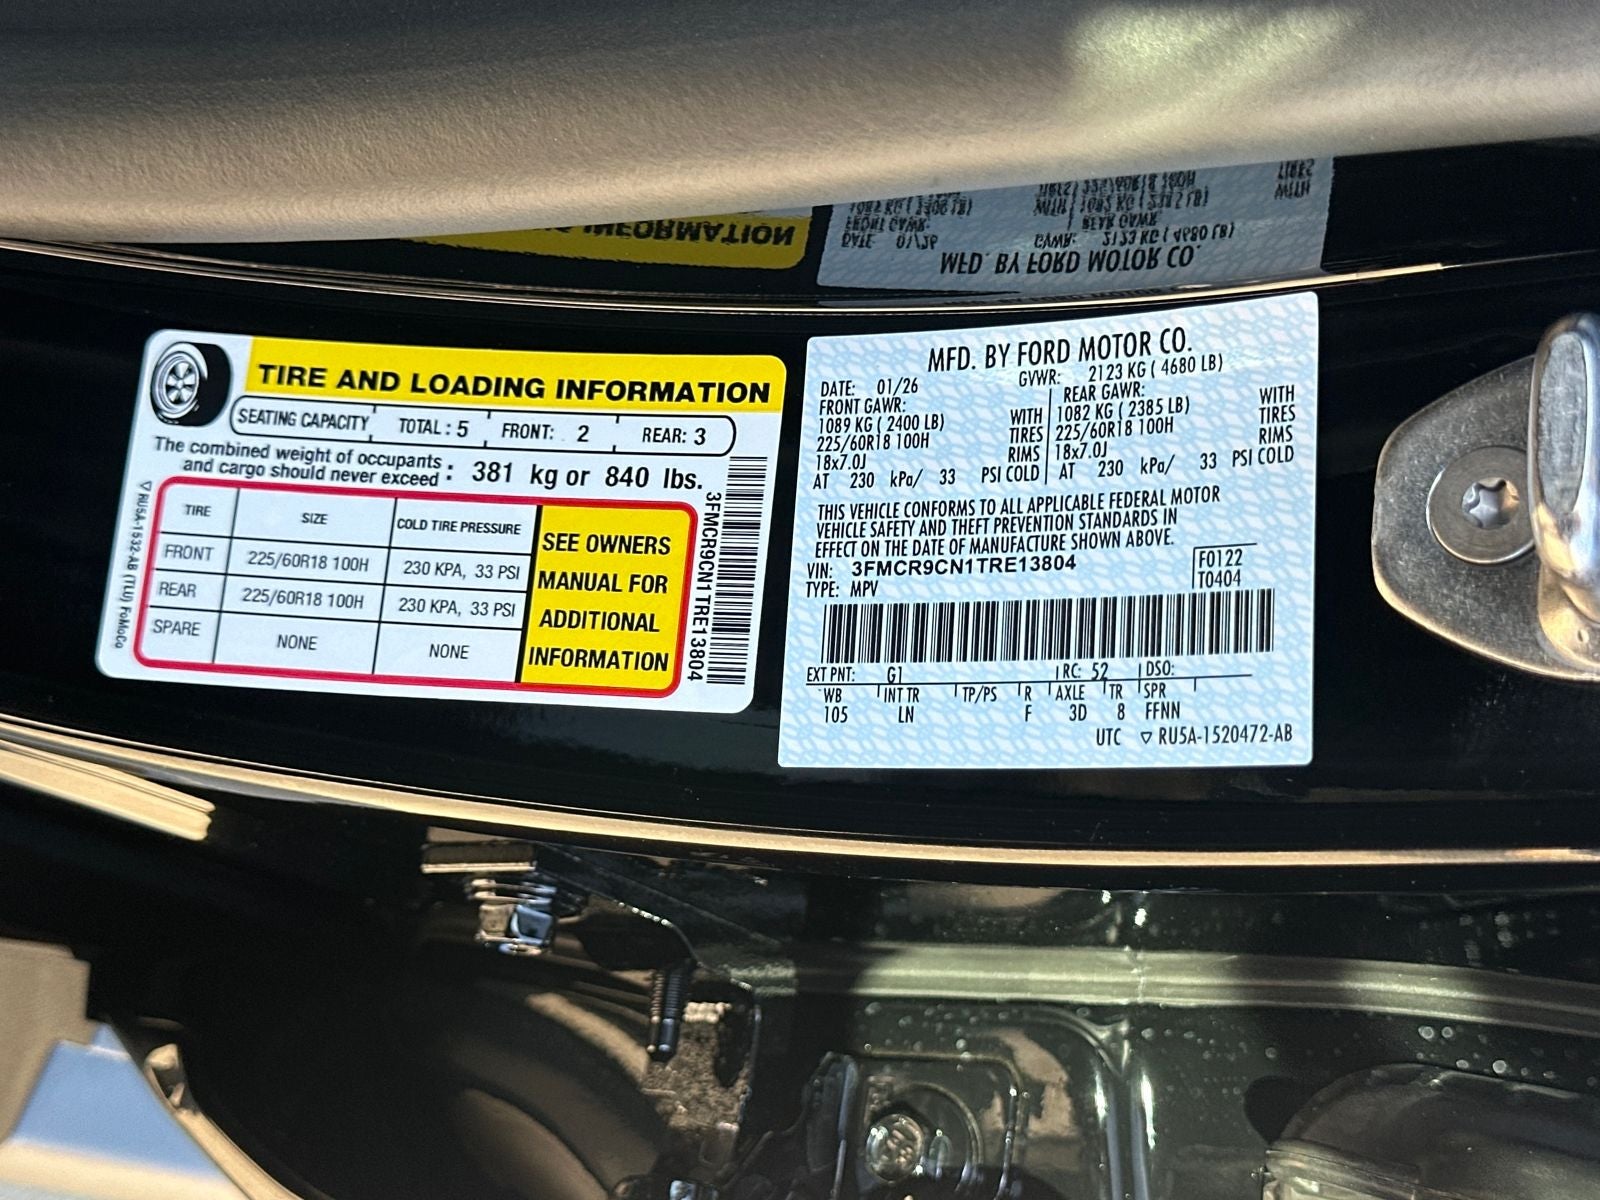 TIRE AND LOADING INFORMATION
SEATING CAPACITY TOTAL : 5 FRONT: 2 REAR: 3
The combined weight of occupants
and cargo should never exceed : 381 kg or 840 lbs.
TIRE SIZE COLD TIRE PRESSURE
FRONT 225/60R18 100H 230 KPA, 33 PSI
REAR 225/60R18 100H 230 KPA, 33 PSI
SPARE NONE NONE
SEE OWNERS
MANUAL FOR
ADDITIONAL
INFORMATION
3FMCR9CN1TRE13804
▽RU5A-1532-AB (TLU) FoMoCo
MFD. BY FORD MOTOR CO.
DATE: 01/26 GVWR: 2123 KG ( 4680 LB)
FRONT GAWR: REAR GAWR:
1089 KG ( 2400 LB) WITH 1082 KG ( 2385 LB) WITH
225/60R18 100H TIRES 225/60R18 100H TIRES
18x7.0J RIMS 18x7.0J RIMS
AT 230 kPa/ 33 PSI COLD AT 230 kPa/ 33 PSI COLD
THIS VEHICLE CONFORMS TO ALL APPLICABLE FEDERAL MOTOR
VEHICLE SAFETY AND THEFT PREVENTION STANDARDS IN
EFFECT ON THE DATE OF MANUFACTURE SHOWN ABOVE.
VIN: 3FMCR9CN1TRE13804 F0122
TYPE: MPV T0404
EXT PNT: G1 RC: 52 DSO:
WB INT TR TP/PS R AXLE TR SPR
105 LN F 3D 8 FFNN
UTC ▽ RU5A-1520472-AB